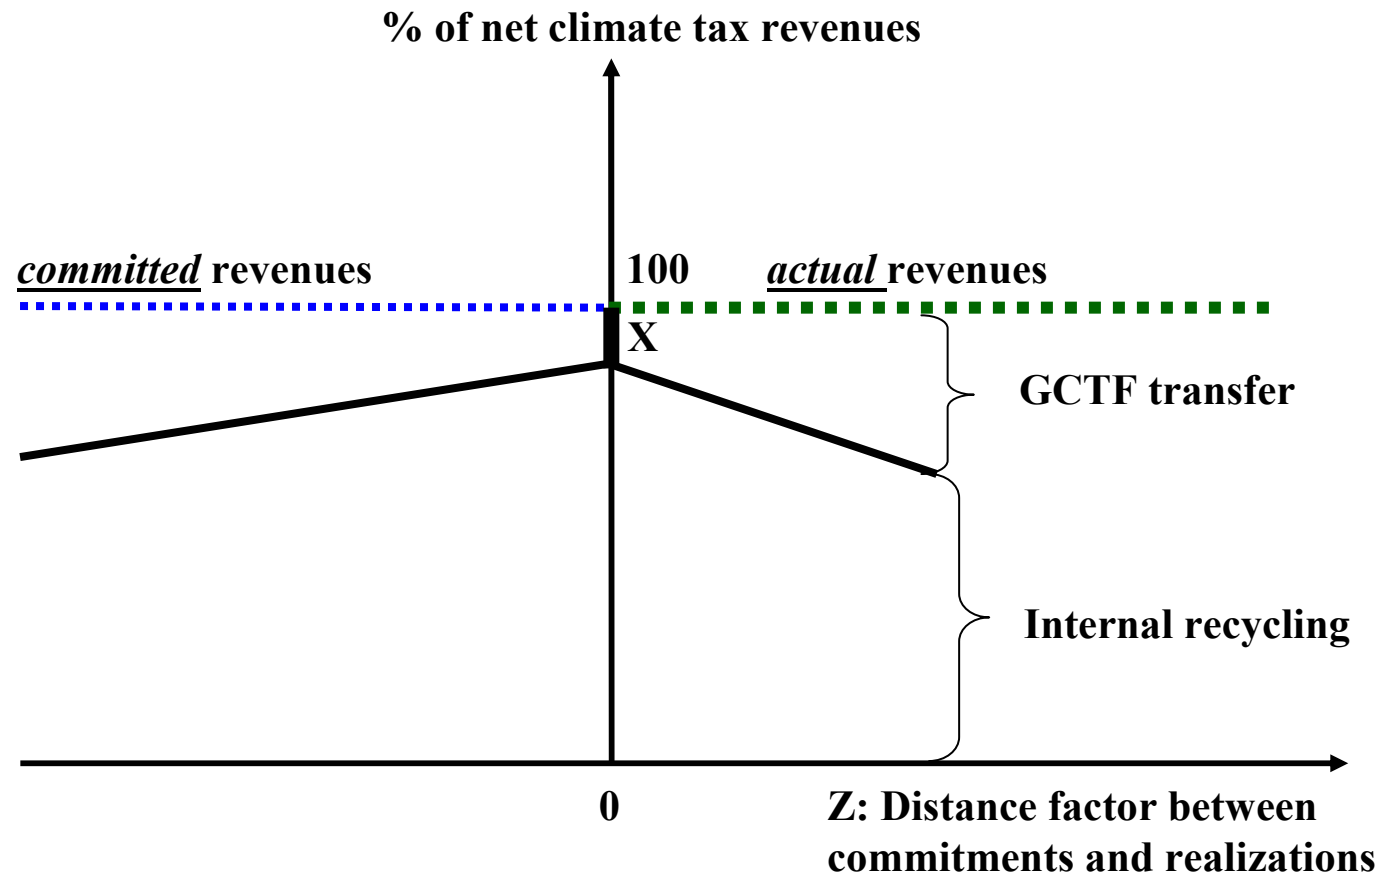 % of net climate tax revenues
committed revenues
100
actual revenues
X
GCTF transfer
Internal recycling
0
Z: Distance factor between
commitments and realizations